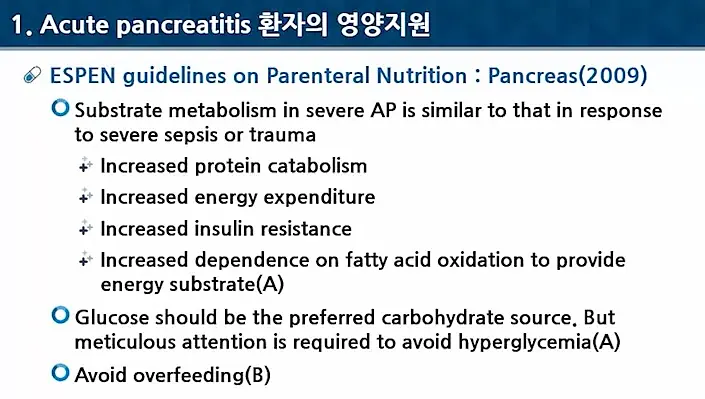 1. Acute pancreatitis 환자의 영양지원
ESPEN guidelines on Parenteral Nutrition : Pancreas(2009)
Substrate metabolism in severe AP is similar to that in response
to severe sepsis or trauma
Increased protein catabolism
Increased energy expenditure
Increased insulin resistance
Increased dependence on fatty acid oxidation to provide
energy substrate(A)
Glucose should be the preferred carbohydrate source. But
meticulous attention is required to avoid hyperglycemia(A)
Avoid overfeeding(B)